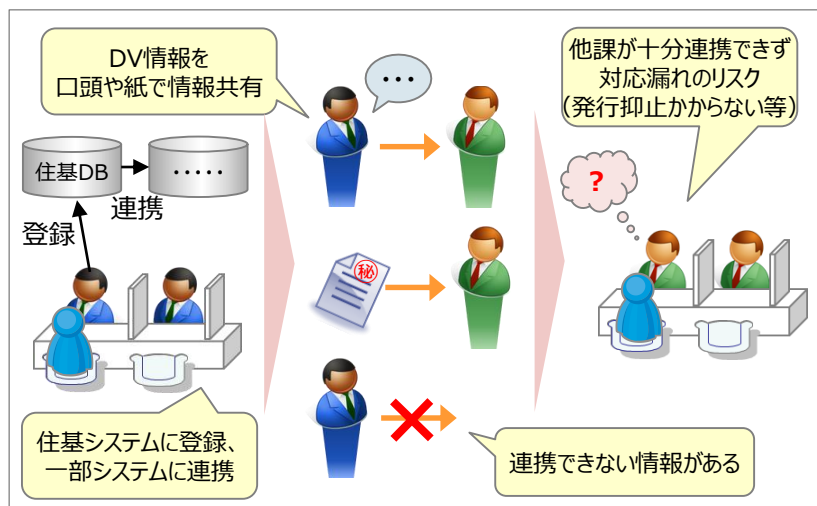 DV情報を
口頭や紙で情報共有
・・・
他課が十分連携できず
対応漏れのリスク
（発行抑止かからない等）
住基DB
・・・・・
連携
登録
?
秘
住基システムに登録、
一部システムに連携
連携できない情報がある